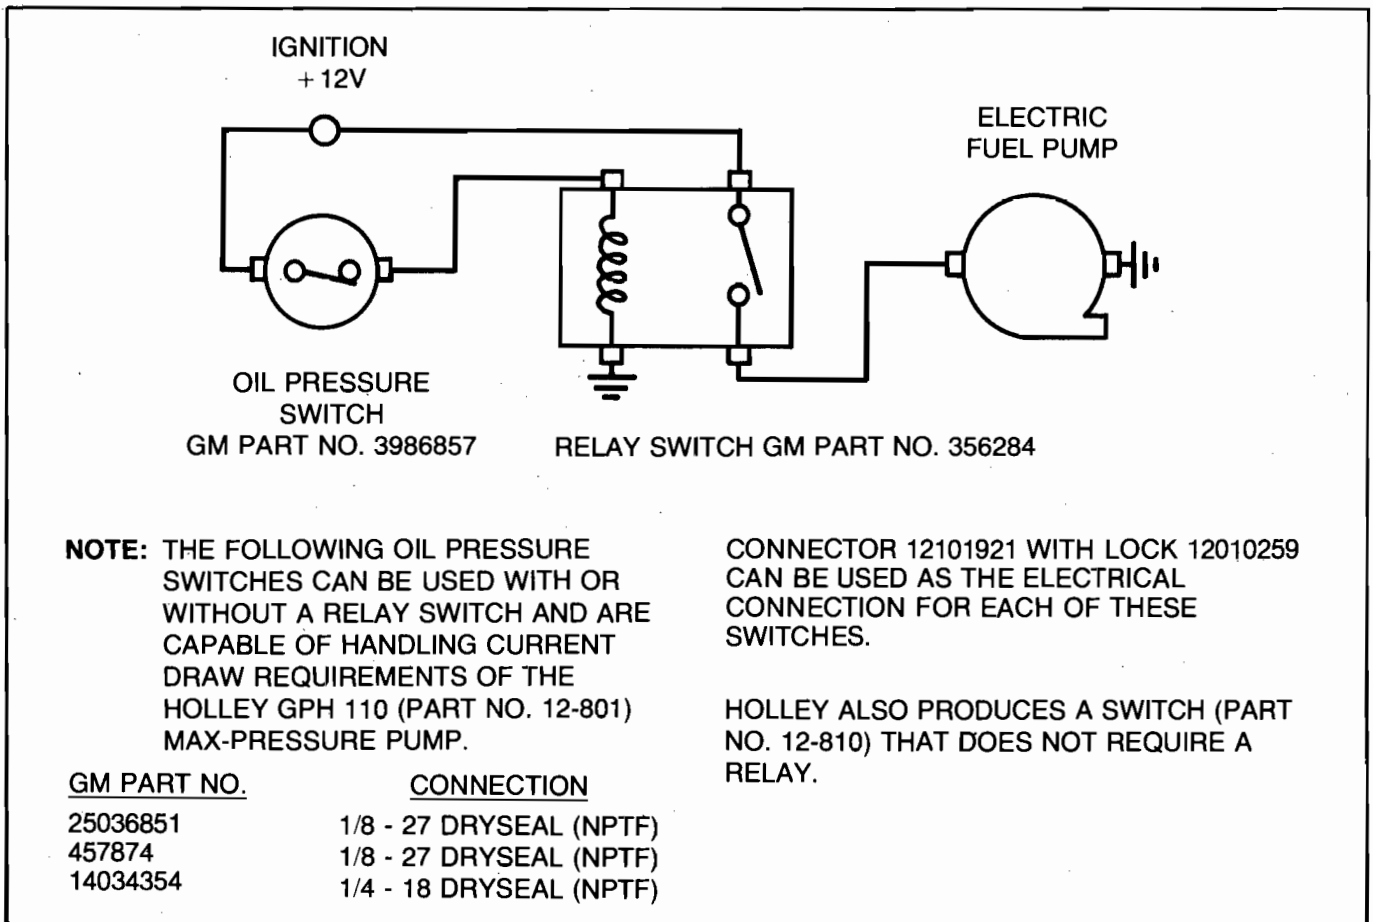 IGNITION
+ 12V
ELECTRIC
FUEL PUMP
OIL PRESSURE
SWITCH
GM PART NO. 3986857
RELAY SWITCH GM PART NO. 356284
NOTE: THE FOLLOWING OIL PRESSURE
SWITCHES CAN BE USED WITH OR
WITHOUT A RELAY SWITCH AND ARE
CAPABLE OF HANDLING CURRENT
DRAW REQUIREMENTS OF THE
HOLLEY GPH 110 (PART NO. 12-801)
MAX-PRESSURE PUMP.
CONNECTOR 12101921 WITH LOCK 12010259
CAN BE USED AS THE ELECTRICAL
CONNECTION FOR EACH OF THESE
SWITCHES.
HOLLEY ALSO PRODUCES A SWITCH (PART
NO. 12-810) THAT DOES NOT REQUIRE A
RELAY.
GM PART NO. CONNECTION
25036851 1/8 - 27 DRYSEAL (NPTF)
457874 1/8 - 27 DRYSEAL (NPTF)
14034354 1/4 - 18 DRYSEAL (NPTF)